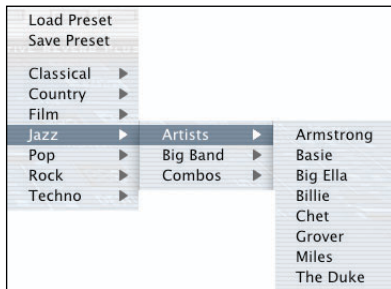 Load Preset
Save Preset
Classical
Country
Film
Jazz
Pop
Rock
Techno
Artists
Big Band
Combos
Armstrong
Basie
Big Ella
Billie
Chet
Grover
Miles
The Duke